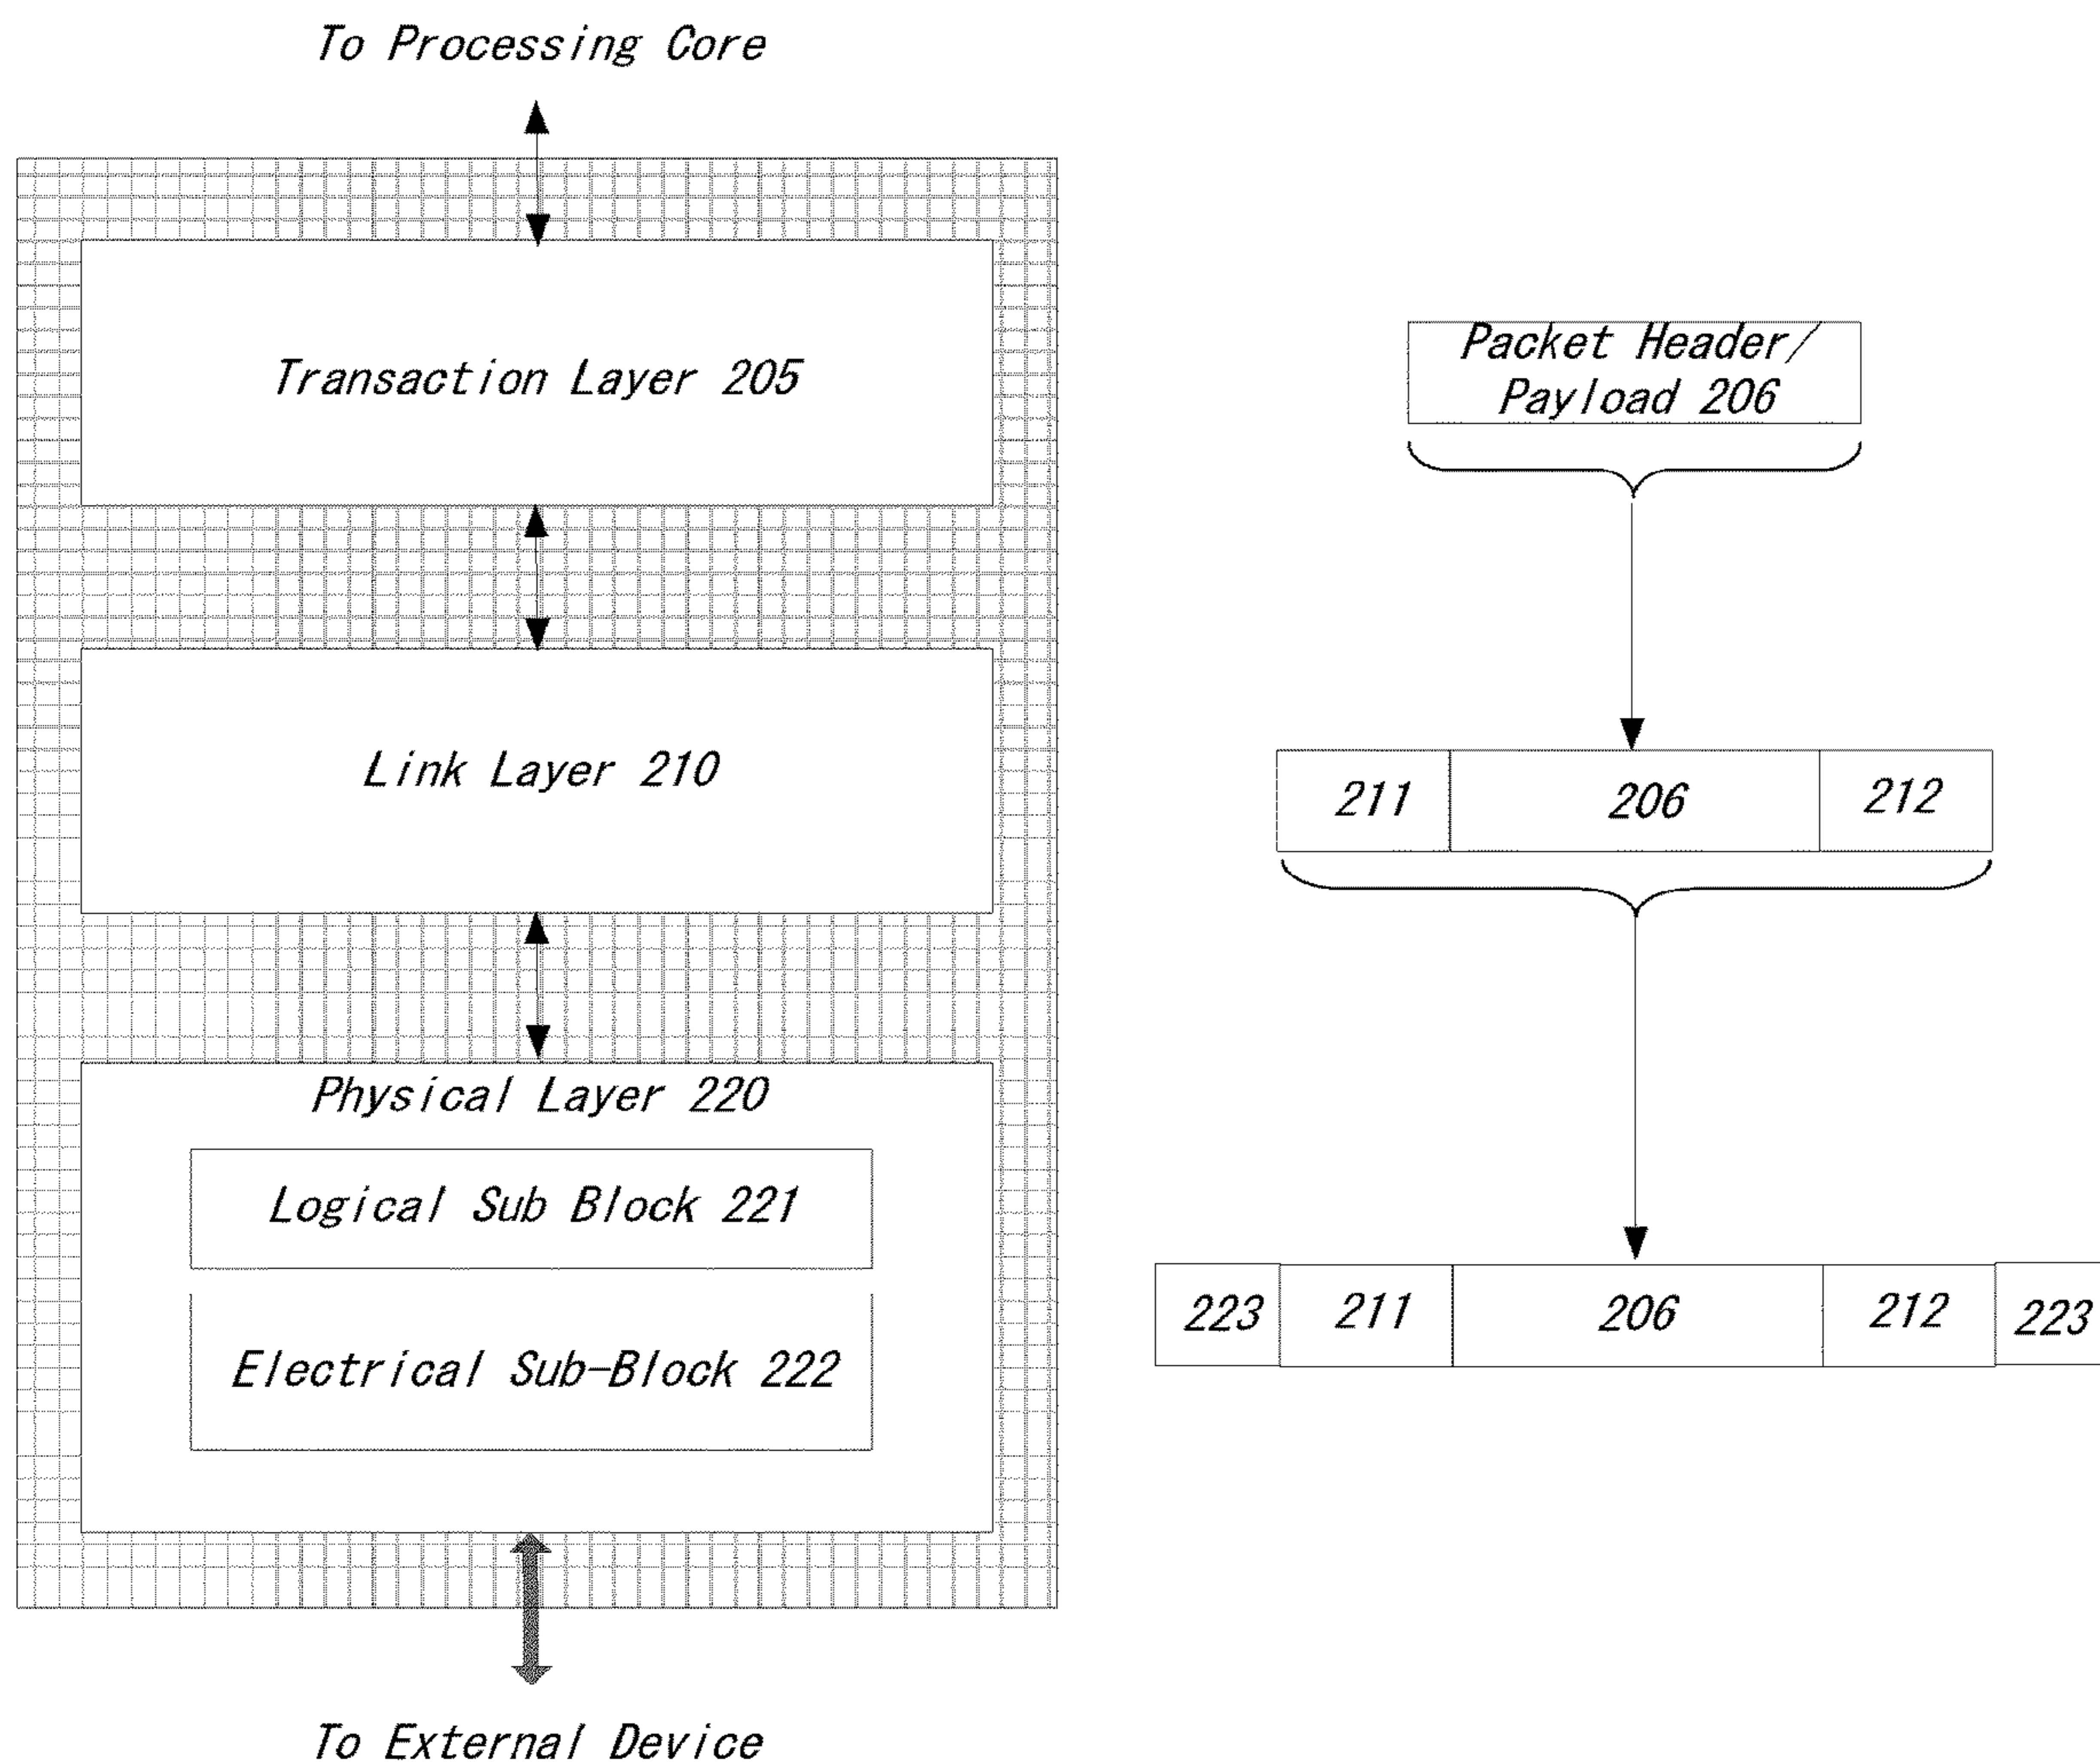 To Processing Core
Transaction Layer 205
Packet Header/
Payload 206
Link Layer 210
211 206 212
Physical Layer 220
Logical Sub Block 221
Electrical Sub-Block 222
223 211 206 212 223
To External Device